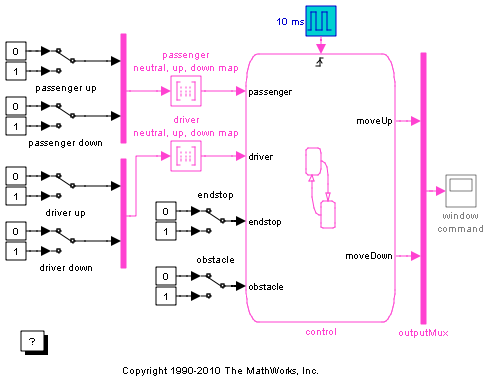 10 ms
0
1
passenger up
0
1
passenger down
passenger
neutral, up, down map
driver
neutral, up, down map
0
1
driver up
0
1
driver down
endstop
0
1
obstacle
0
1
passenger
driver
endstop
obstacle
moveUp
moveDown
control
outputMux
window
command
?
Copyright 1990-2010 The MathWorks, Inc.